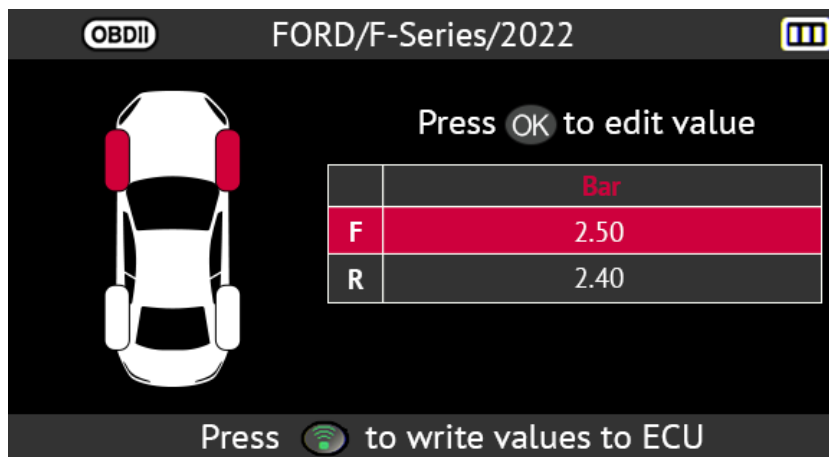 OBDII FORD/F-Series/2022
Press OK to edit value
Bar
F 2.50
R 2.40
Press to write values to ECU